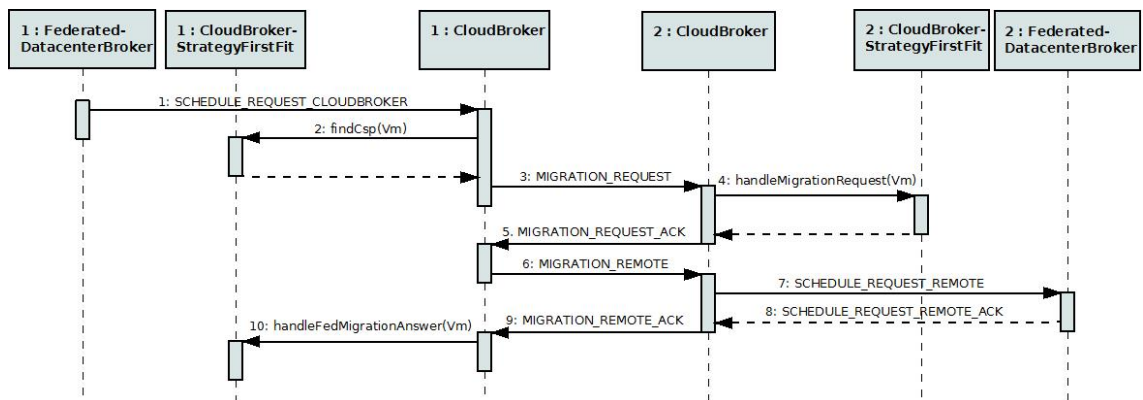 1 : Federated-
DatacenterBroker
1 : CloudBroker-
StrategyFirstFit
1 : CloudBroker
2 : CloudBroker
2 : CloudBroker-
StrategyFirstFit
2 : Federated-
DatacenterBroker
1: SCHEDULE_REQUEST_CLOUDBROKER
2: findCsp(Vm)
3: MIGRATION_REQUEST
4: handleMigrationRequest(Vm)
5. MIGRATION_REQUEST_ACK
6: MIGRATION_REMOTE
7: SCHEDULE_REQUEST_REMOTE
8: SCHEDULE_REQUEST_REMOTE_ACK
9: MIGRATION_REMOTE_ACK
10: handleFedMigrationAnswer(Vm)